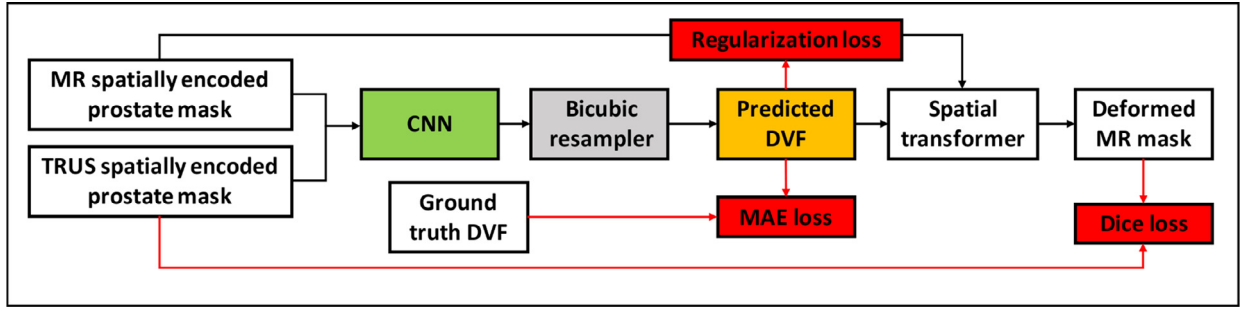 Regularization loss
MR spatially encoded
prostate mask
CNN
Bicubic
resampler
Predicted
DVF
Spatial
transformer
Deformed
MR mask
TRUS spatially encoded
prostate mask
Ground
truth DVF
MAE loss
Dice loss